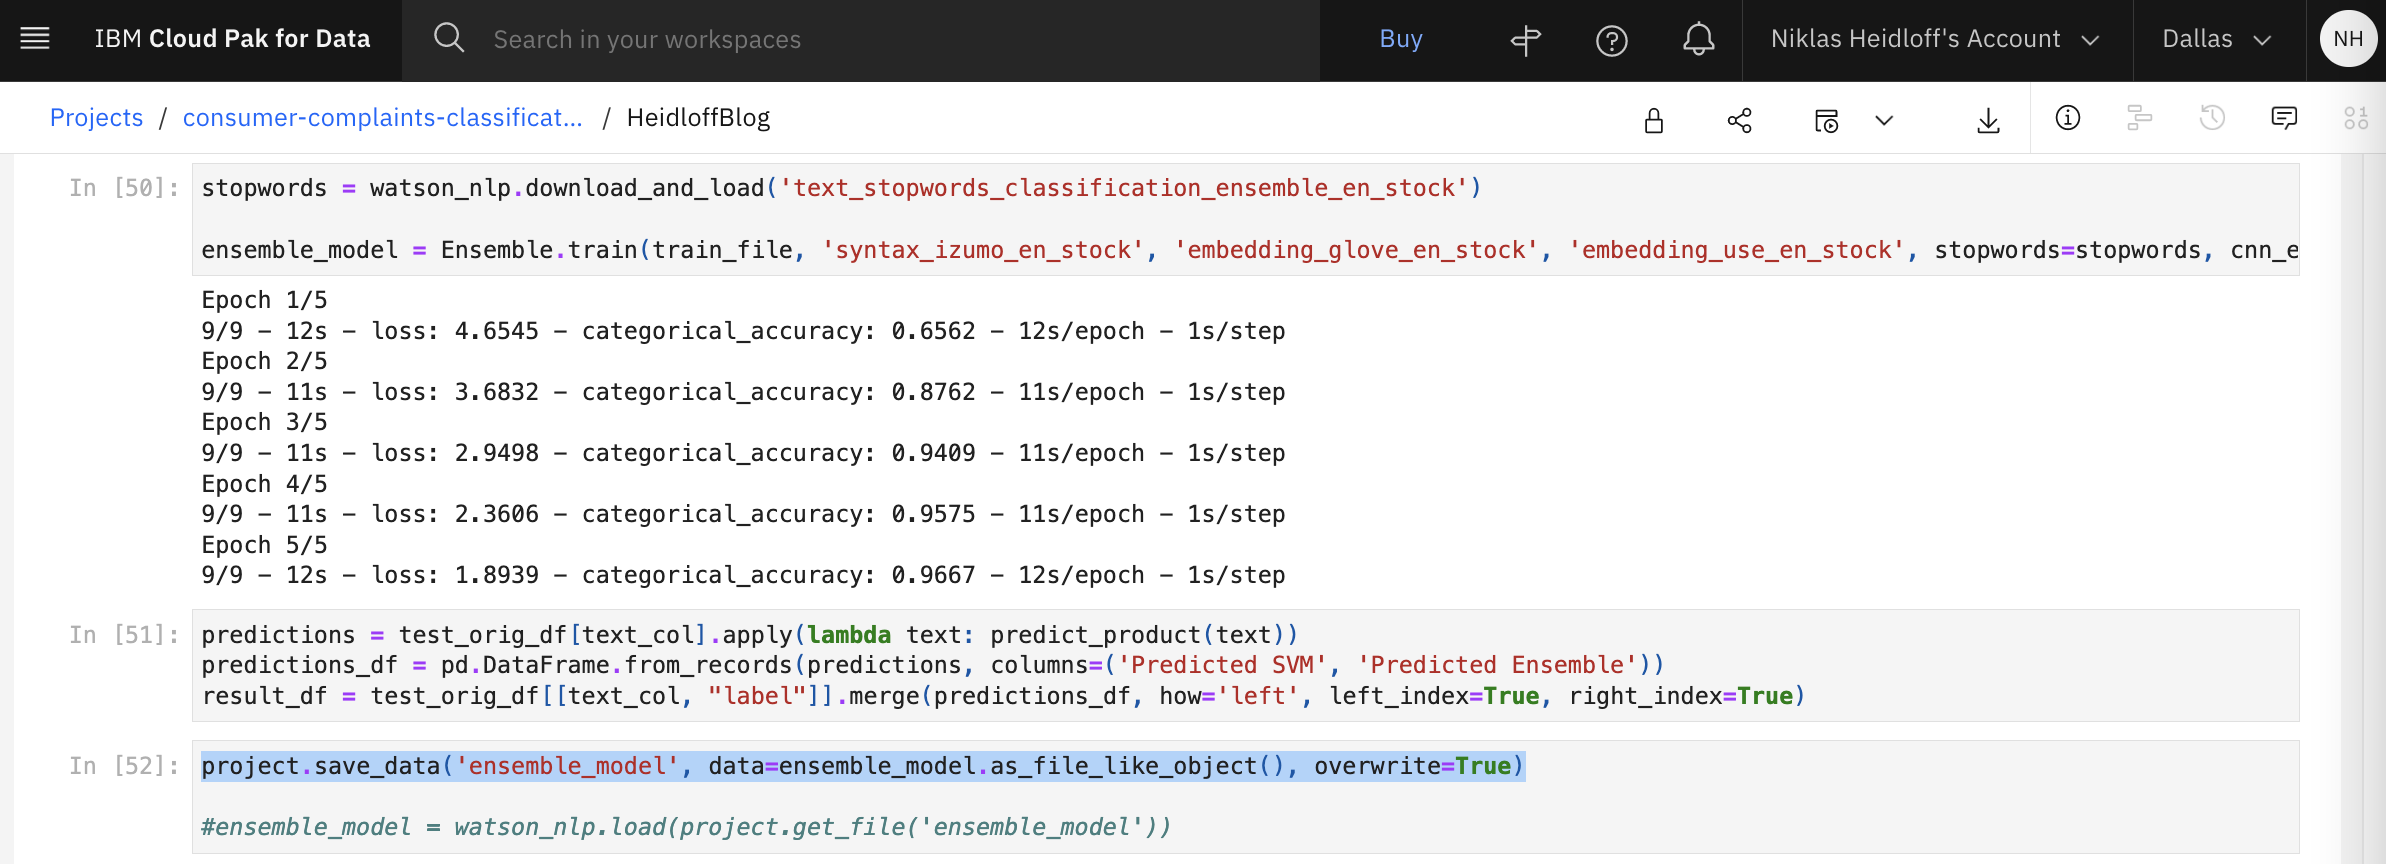 IBM Cloud Pak for Data
Search in your workspaces
Buy
Niklas Heidloff's Account
Dallas
NH
Projects / consumer-complaints-classificat... / HeidloffBlog
In [50]: stopwords = watson_nlp.download_and_load('text_stopwords_classification_ensemble_en_stock')
ensemble_model = Ensemble.train(train_file, 'syntax_izumo_en_stock', 'embedding_glove_en_stock', 'embedding_use_en_stock', stopwords=stopwords, cnn_e
Epoch 1/5
9/9 - 12s - loss: 4.6545 - categorical_accuracy: 0.6562 - 12s/epoch - 1s/step
Epoch 2/5
9/9 - 11s - loss: 3.6832 - categorical_accuracy: 0.8762 - 11s/epoch - 1s/step
Epoch 3/5
9/9 - 11s - loss: 2.9498 - categorical_accuracy: 0.9409 - 11s/epoch - 1s/step
Epoch 4/5
9/9 - 11s - loss: 2.3606 - categorical_accuracy: 0.9575 - 11s/epoch - 1s/step
Epoch 5/5
9/9 - 12s - loss: 1.8939 - categorical_accuracy: 0.9667 - 12s/epoch - 1s/step
In [51]: predictions = test_orig_df[text_col].apply(lambda text: predict_product(text))
predictions_df = pd.DataFrame.from_records(predictions, columns=('Predicted SVM', 'Predicted Ensemble'))
result_df = test_orig_df[[text_col, "label"]].merge(predictions_df, how='left', left_index=True, right_index=True)
In [52]: project.save_data('ensemble_model', data=ensemble_model.as_file_like_object(), overwrite=True)
#ensemble_model = watson_nlp.load(project.get_file('ensemble_model'))